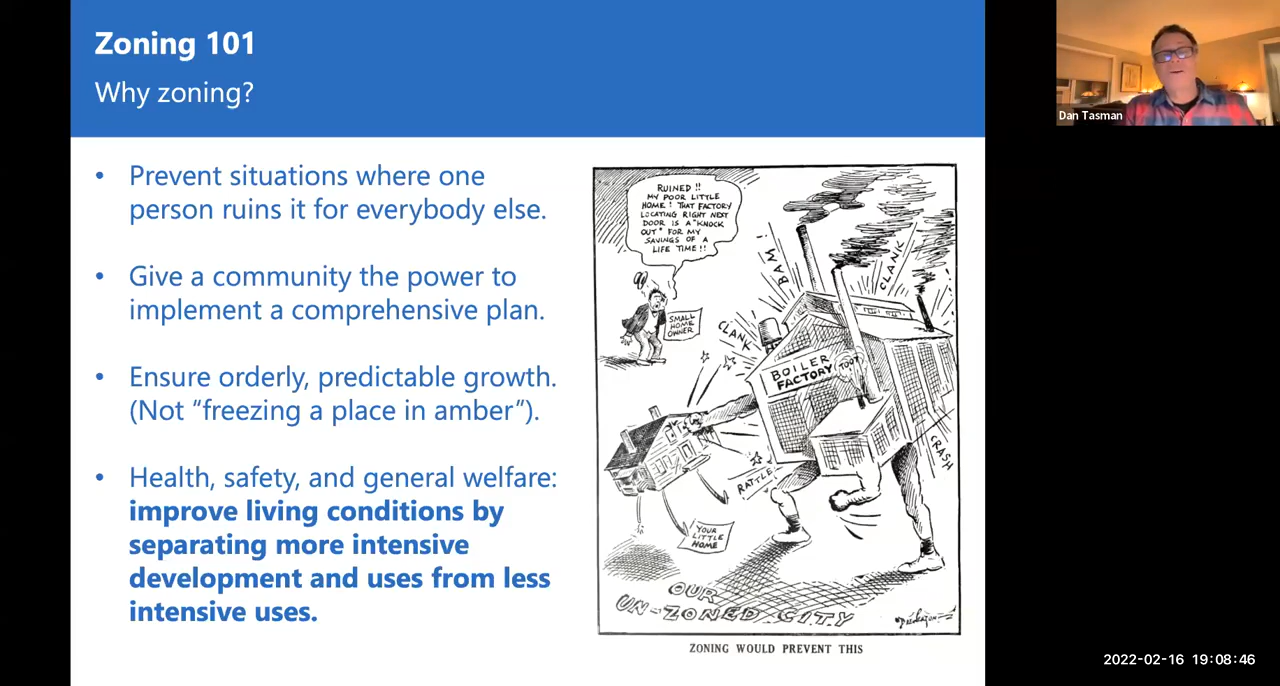 Zoning 101
Why zoning?
• Prevent situations where one
person ruins it for everybody else.
• Give a community the power to
implement a comprehensive plan.
• Ensure orderly, predictable growth.
(Not “freezing a place in amber”).
• Health, safety, and general welfare:
improve living conditions by
separating more intensive
development and uses from less
intensive uses.
RUINED!!
MY POOR LITTLE
HOME! THAT FACTORY
LOCATING RIGHT NEXT
DOOR IS A "KNOCK
OUT" FOR MY
SAVINGS OF A
LIFE TIME!!
SMALL
HOME
OWNER
BAM!
CLANK
CLANK
BOILER
FACTORY
TOOT
CRASH
RATTLE
YOUR
LITTLE
HOME
OUR
UN-ZONED CITY
ZONING WOULD PREVENT THIS
Dan Tasman
2022-02-16 19:08:46